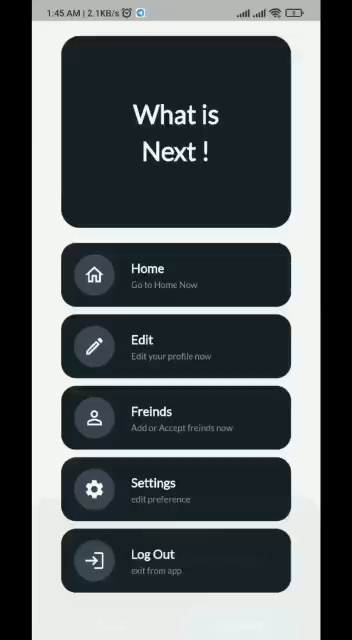 1:45 AM | 2.1KB/s
What is
Next !
Home
Go to Home Now
Edit
Edit your profile now
Freinds
Add or Accept freinds now
Settings
edit preference
Log Out
exit from app